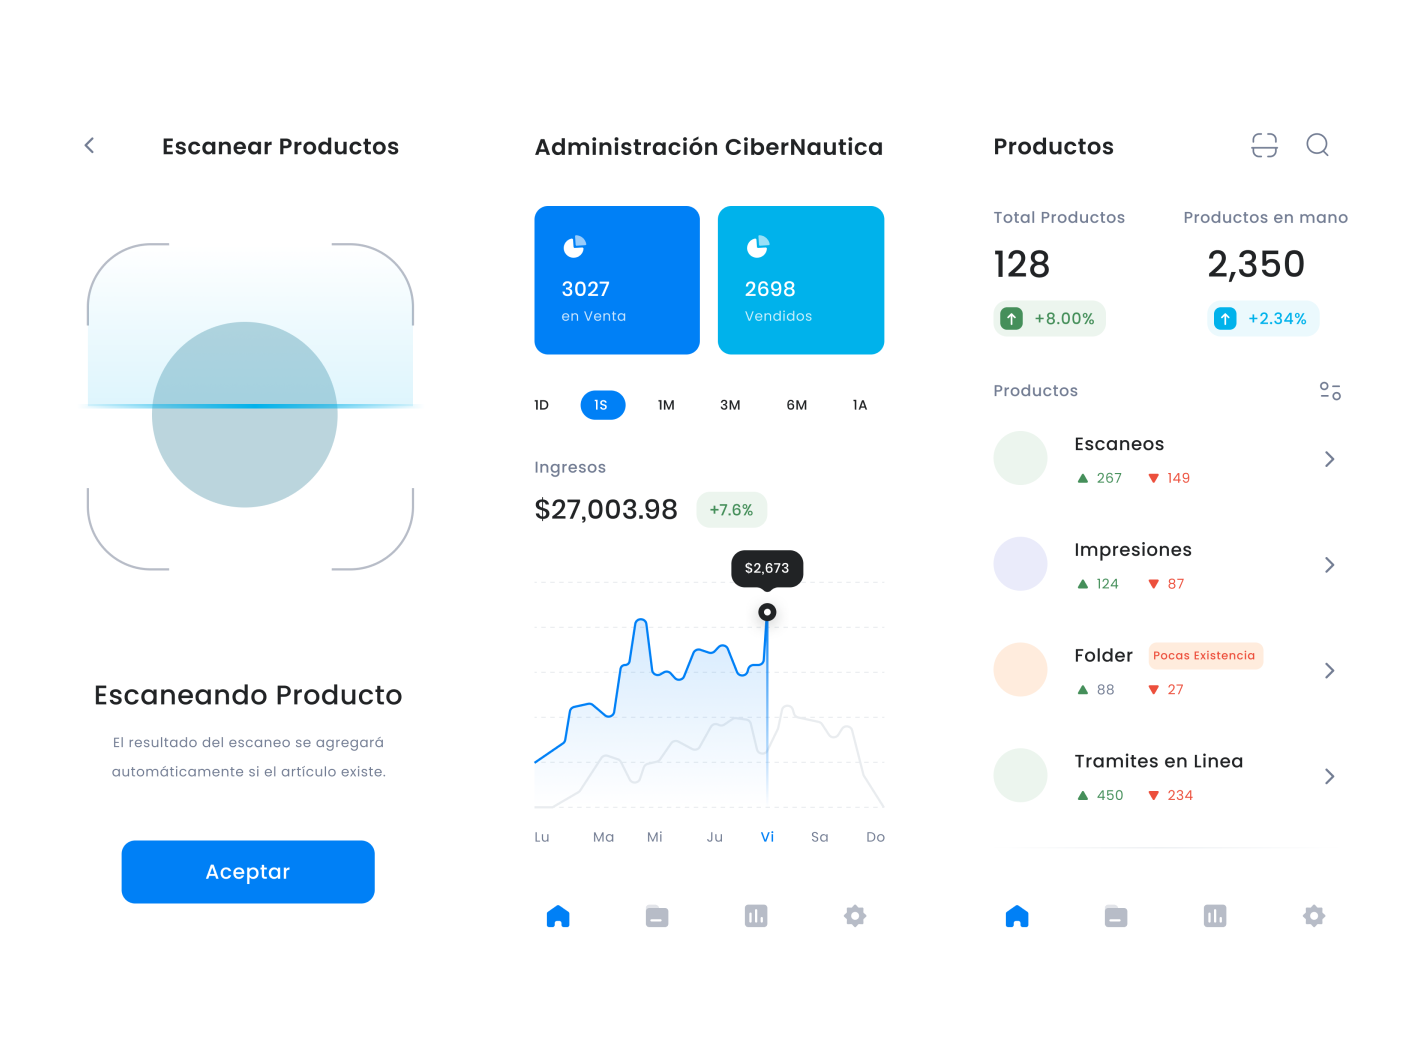 Escanear Productos
Escaneando Producto
El resultado del escaneo se agregará
automáticamente si el artículo existe.
Aceptar
Administración CiberNautica
3027
en Venta
2698
Vendidos
1D 1S 1M 3M 6M 1A
Ingresos
$27,003.98 +7.6%
$2,673
Lu Ma Mi Ju Vi Sa Do
Productos
Total Productos Productos en mano
128 2,350
+8.00% +2.34%
Productos
Escaneos
267 149
Impresiones
124 87
Folder Pocas Existencia
88 27
Tramites en Linea
450 234